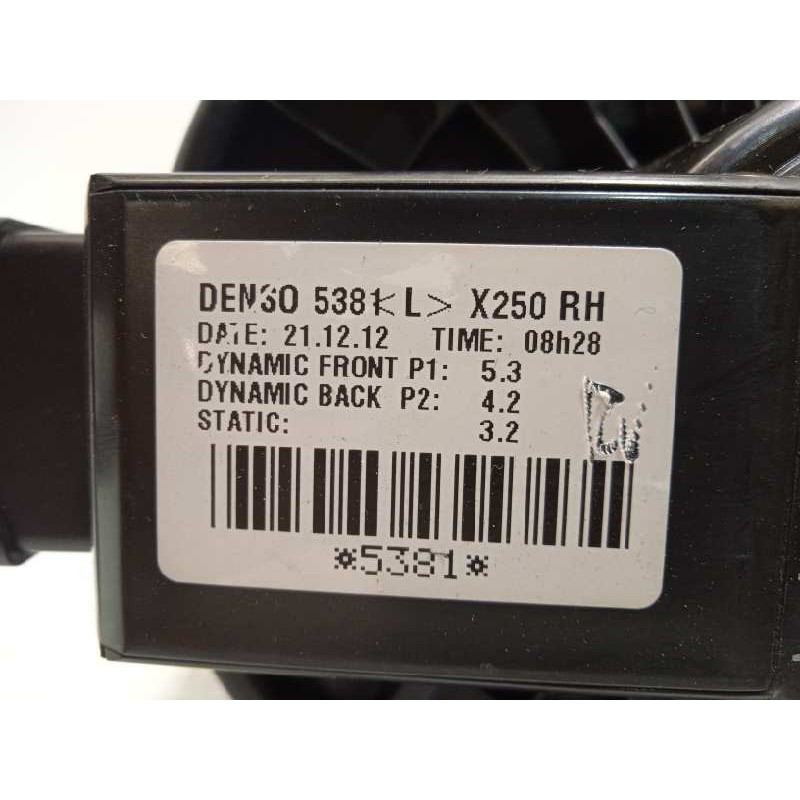 DENSO 5381<L> X250 RH
DATE: 21.12.12 TIME: 08h28
DYNAMIC FRONT P1: 5.3
DYNAMIC BACK P2: 4.2
STATIC: 3.2
*5381*